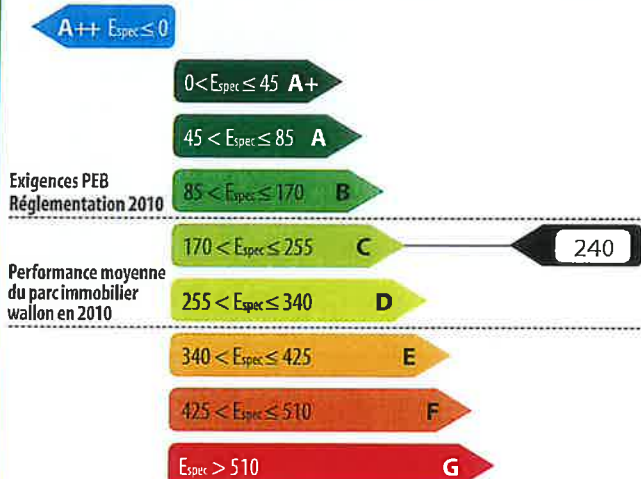 A++ Espec ≤ 0
0 < Espec ≤ 45 A+
45 < Espec ≤ 85 A
Exigences PEB
Réglementation 2010
85 < Espec ≤ 170 B
170 < Espec ≤ 255 C
240
Performance moyenne
du parc immobilier
wallon en 2010
255 < Espec ≤ 340 D
340 < Espec ≤ 425 E
425 < Espec ≤ 510 F
Espec > 510 G